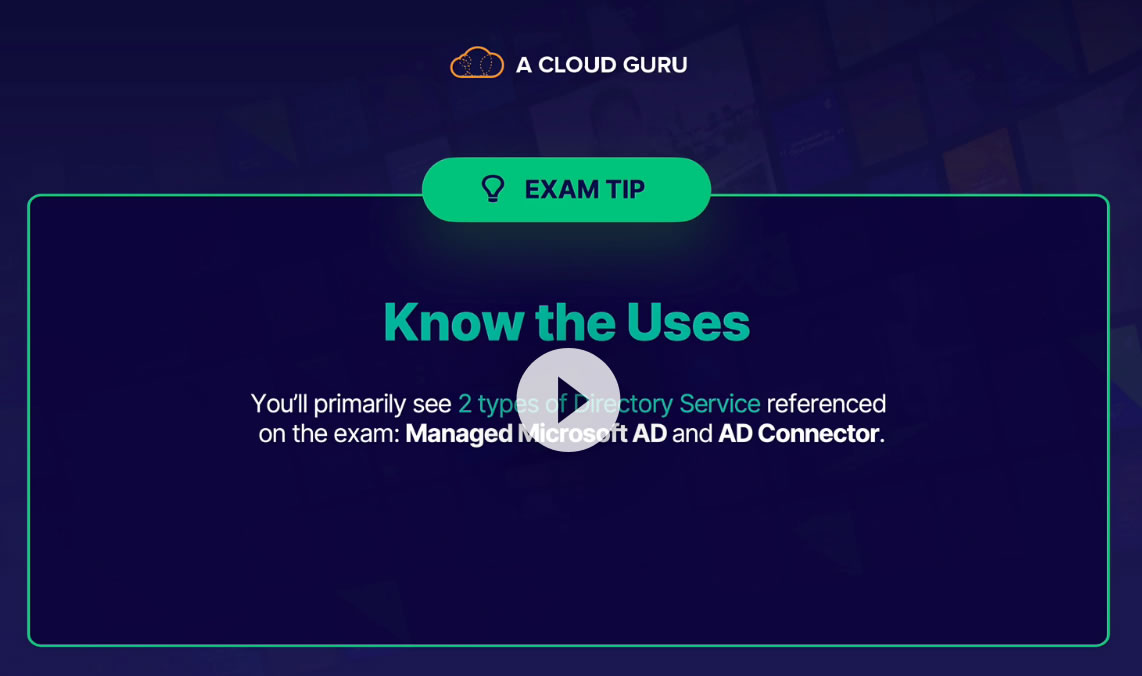 A CLOUD GURU
EXAM TIP
Know the Uses
You'll primarily see 2 types of Directory Service referenced
on the exam: Managed Microsoft AD and AD Connector.